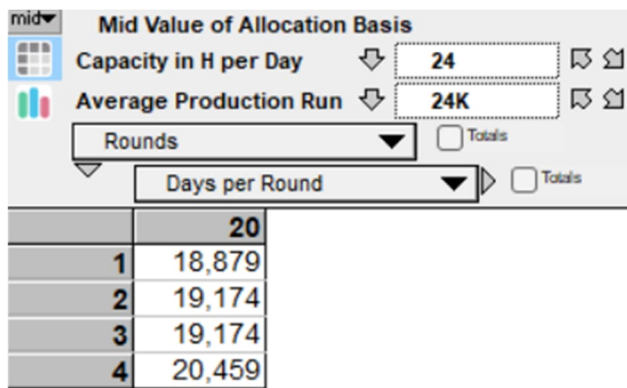 mid▾ Mid Value of Allocation Basis
Capacity in H per Day 24
Average Production Run 24K
Rounds Totals
Days per Round Totals
20
1 18,879
2 19,174
3 19,174
4 20,459